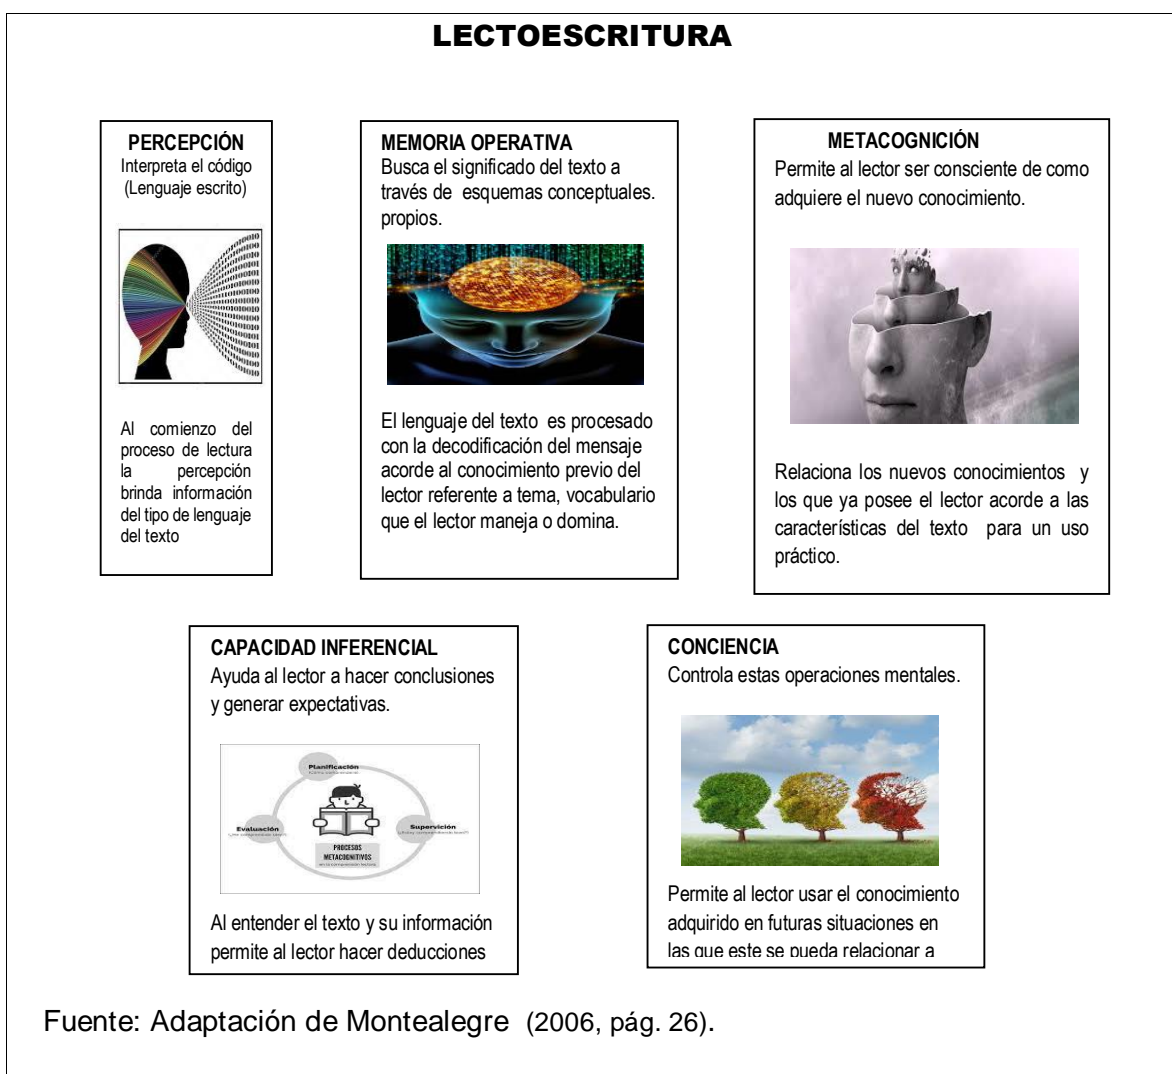 LECTOESCRITURA
PERCEPCIÓN
Interpreta el código
(Lenguaje escrito)
Al comienzo del
proceso de lectura
la percepción
brinda información
del tipo de lenguaje
del texto
MEMORIA OPERATIVA
Busca el significado del texto a
través de esquemas conceptuales.
propios.
El lenguaje del texto es procesado
con la decodificación del mensaje
acorde al conocimiento previo del
lector referente a tema, vocabulario
que el lector maneja o domina.
METACOGNICIÓN
Permite al lector ser consciente de como
adquiere el nuevo conocimiento.
Relaciona los nuevos conocimientos y
los que ya posee el lector acorde a las
características del texto para un uso
práctico.
CAPACIDAD INFERENCIAL
Ayuda al lector a hacer conclusiones
y generar expectativas.
Planificación
Evaluación
Supervición
PROCESOS
METACOGNITIVOS
en la comprensión lectora
Al entender el texto y su información
permite al lector hacer deducciones
CONCIENCIA
Controla estas operaciones mentales.
Permite al lector usar el conocimiento
adquirido en futuras situaciones en
las que este se pueda relacionar a
Fuente: Adaptación de Montealegre (2006, pág. 26).